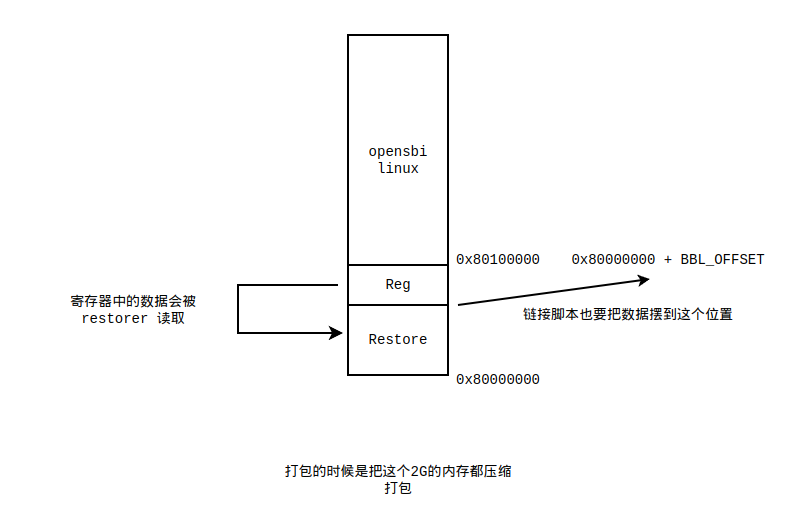 opensbi
linux
0x80100000
0x80000000 + BBL_OFFSET
Reg
寄存器中的数据会被
restorer 读取
链接脚本也要把数据摆到这个位置
Restore
0x80000000
打包的时候是把这个2G的内存都压缩
打包